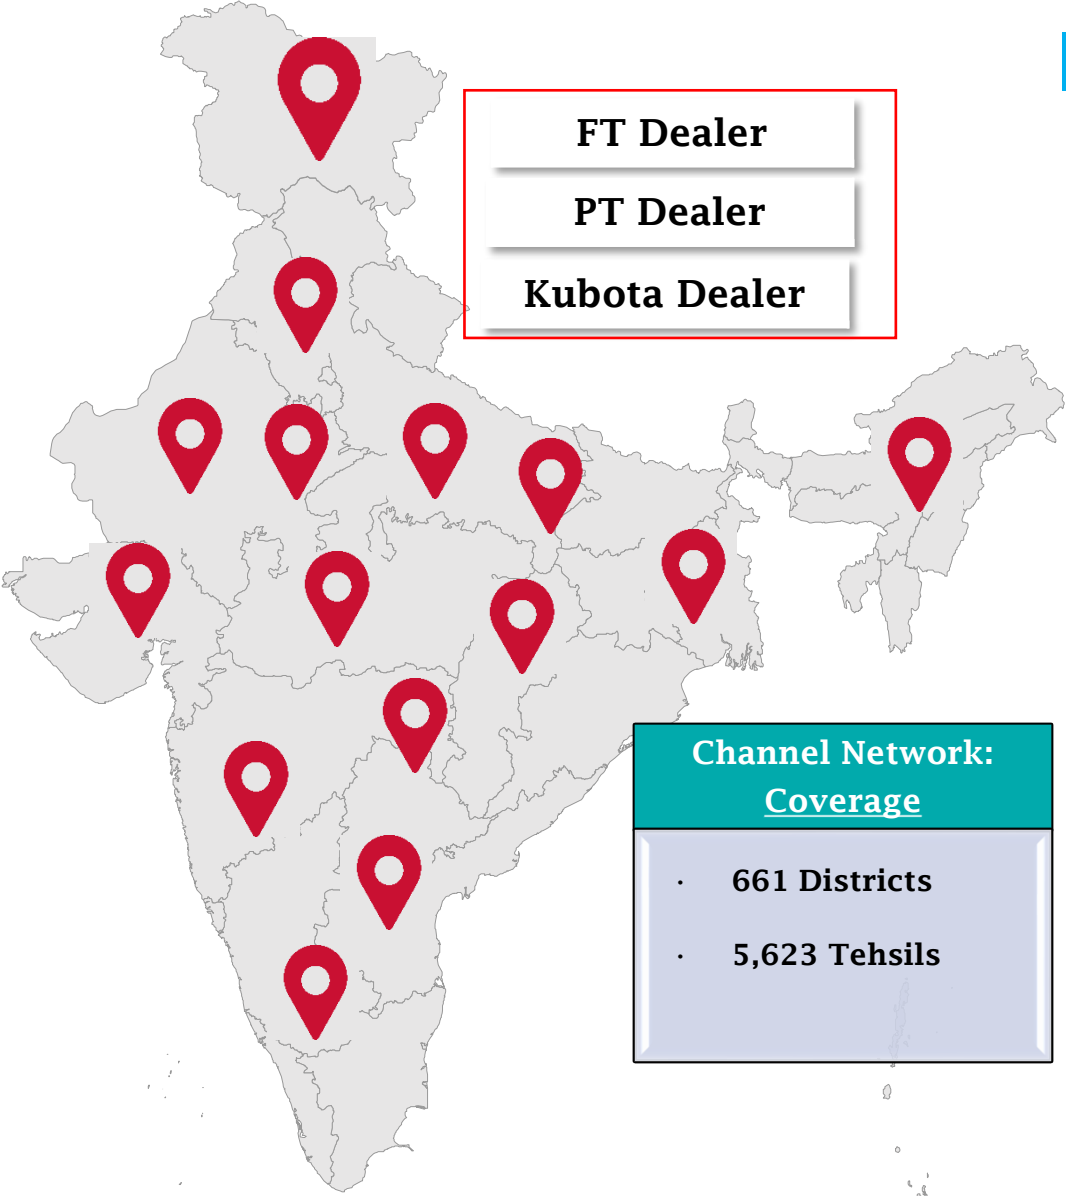 FT Dealer
PT Dealer
Kubota Dealer
Channel Network:
Coverage
· 661 Districts
· 5,623 Tehsils